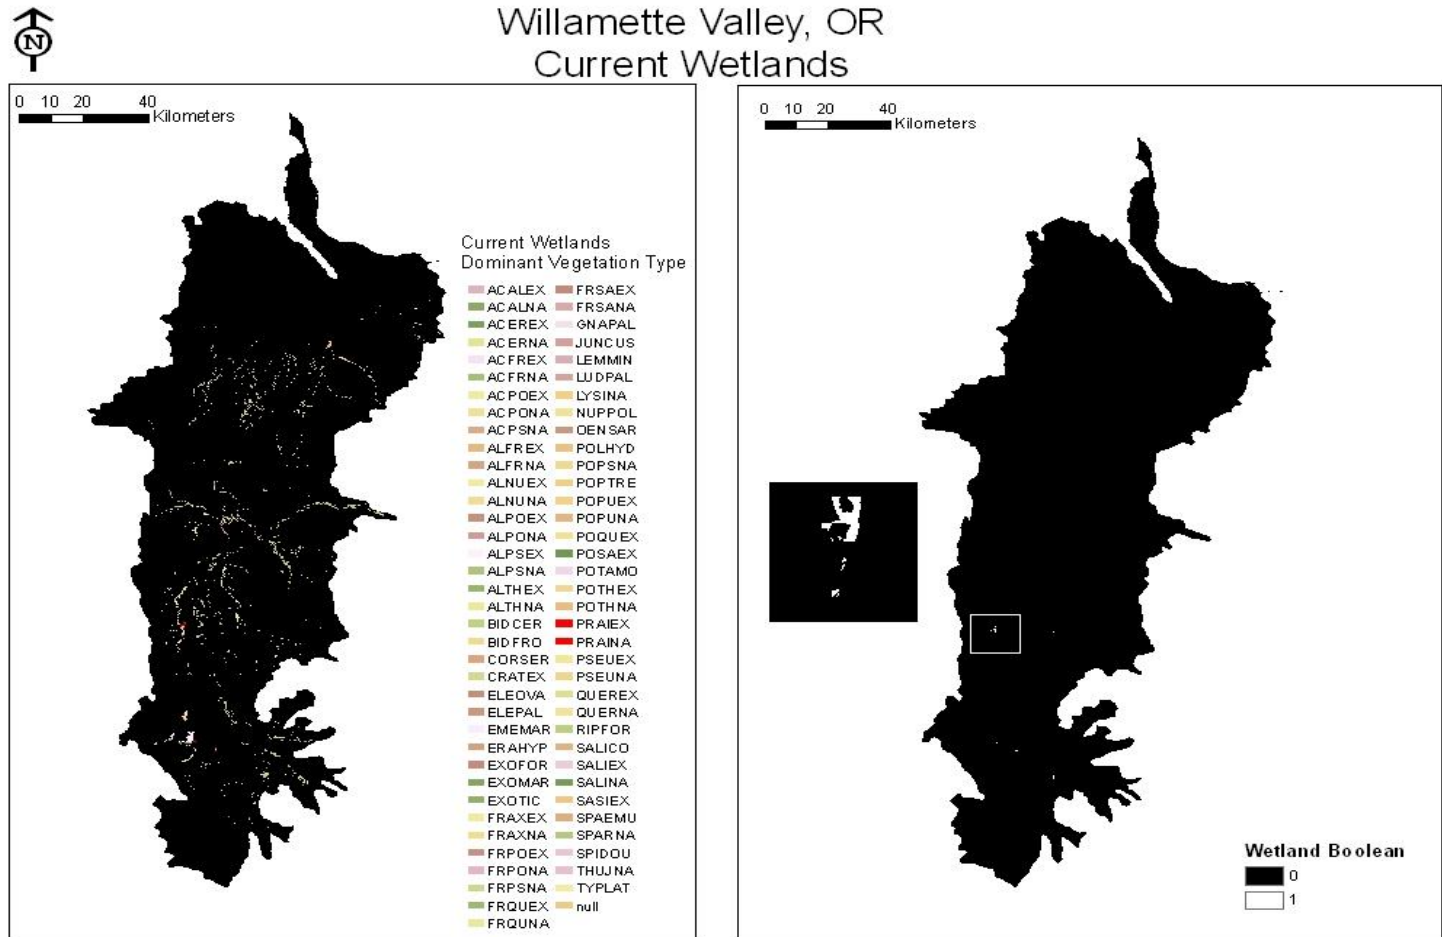 N
Willamette Valley, OR
Current Wetlands
0 10 20 40
Kilometers
Current Wetlands
Dominant Vegetation Type
ACALEX FRSAEX
ACALNA FRSANA
ACEREX GNAPAL
ACERNA JUNCUS
ACFREX LEMMIN
ACFRNA LUDPAL
ACPOEX LYSINA
ACPONA NUPPOL
ACPSNA OENSAR
ALFREX POLHYD
ALFRNA POPSNA
ALNUEX POPTRE
ALNUNA POPUEX
ALPOEX POPUNA
ALPONA POQUEX
ALPSEX POSAEX
ALPSNA POTAMO
ALTHEX POTHEX
ALTHNA POTHNA
BIDCER PRAIEX
BIDFRO PRAINA
CORSER PSEUEX
CRATEX PSEUNA
ELEOVA QUEREX
ELEPAL QUERNA
EMEMAR RIPFOR
ERAHYP SALICO
EXOFOR SALIEX
EXOMAR SALINA
EXOTIC SASIEX
FRAXEX SPAEMU
FRAXNA SPARNA
FRPOEX SPIDOU
FRPONA THUJNA
FRPSNA TYPLAT
FRQUEX null
FRQUNA
0 10 20 40
Kilometers
Wetland Boolean
0
1